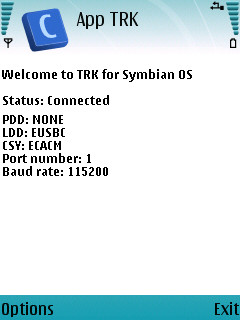 App TRK
Welcome to TRK for Symbian OS
Status: Connected
PDD: NONE
LDD: EUSBC
CSY: ECACM
Port number: 1
Baud rate: 115200
Options
Exit